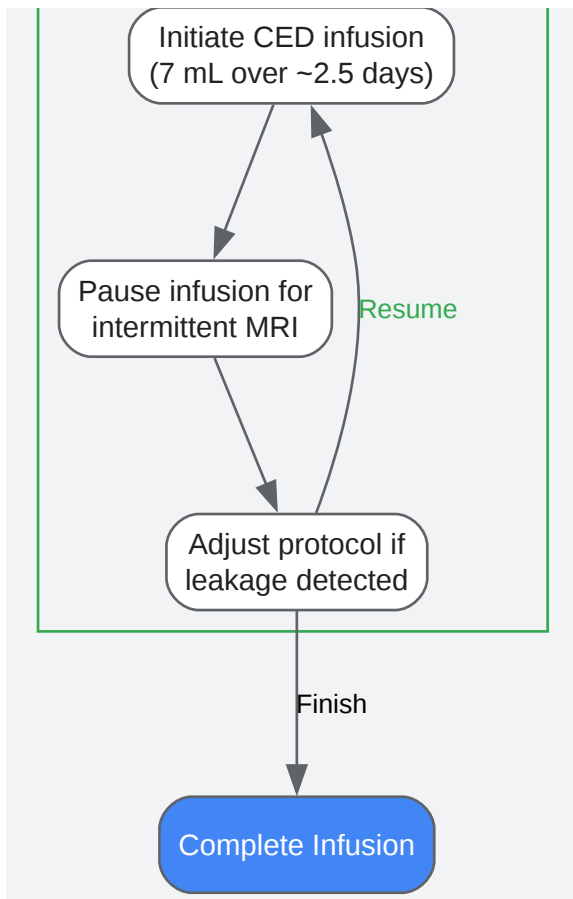 Initiate CED infusion
(7 mL over ~2.5 days)
Pause infusion for
intermittent MRI
Resume
Adjust protocol if
leakage detected
Finish
Complete Infusion